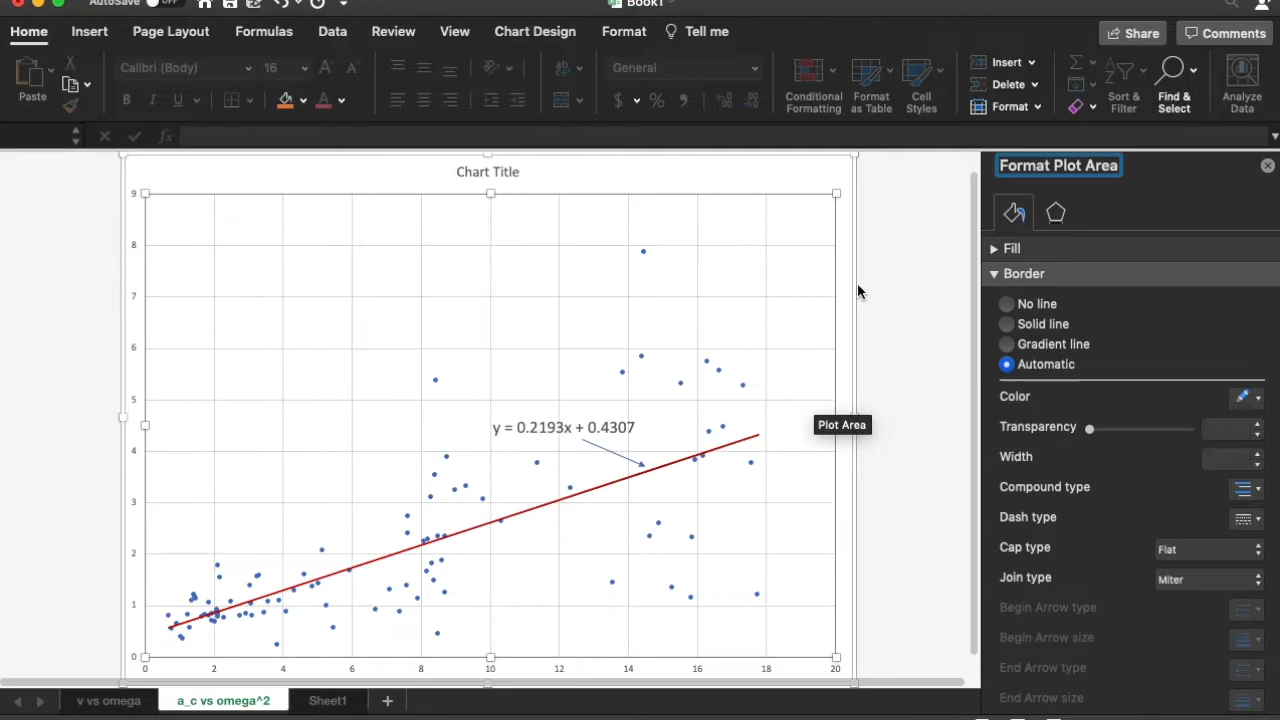 AutoSave OFF Book1
Home Insert Page Layout Formulas Data Review View Chart Design Format Tell me Share Comments
Paste Calibri (Body) 16 A A General Conditional Formatting Format as Table Cell Styles Insert Delete Format Sort & Filter Find & Select Analyze Data
B I U A $ % fx
Chart Title
9
8
7
6
5
4
3
2
1
0
y = 0.2193x + 0.4307
Plot Area
0 2 4 6 8 10 12 14 16 18 20
Format Plot Area
Fill
Border
No line
Solid line
Gradient line
Automatic
Color
Transparency
Width
Compound type
Dash type
Cap type Flat
Join type Miter
Begin Arrow type
Begin Arrow size
End Arrow type
End Arrow size
v vs omega a_c vs omega^2 Sheet1 +